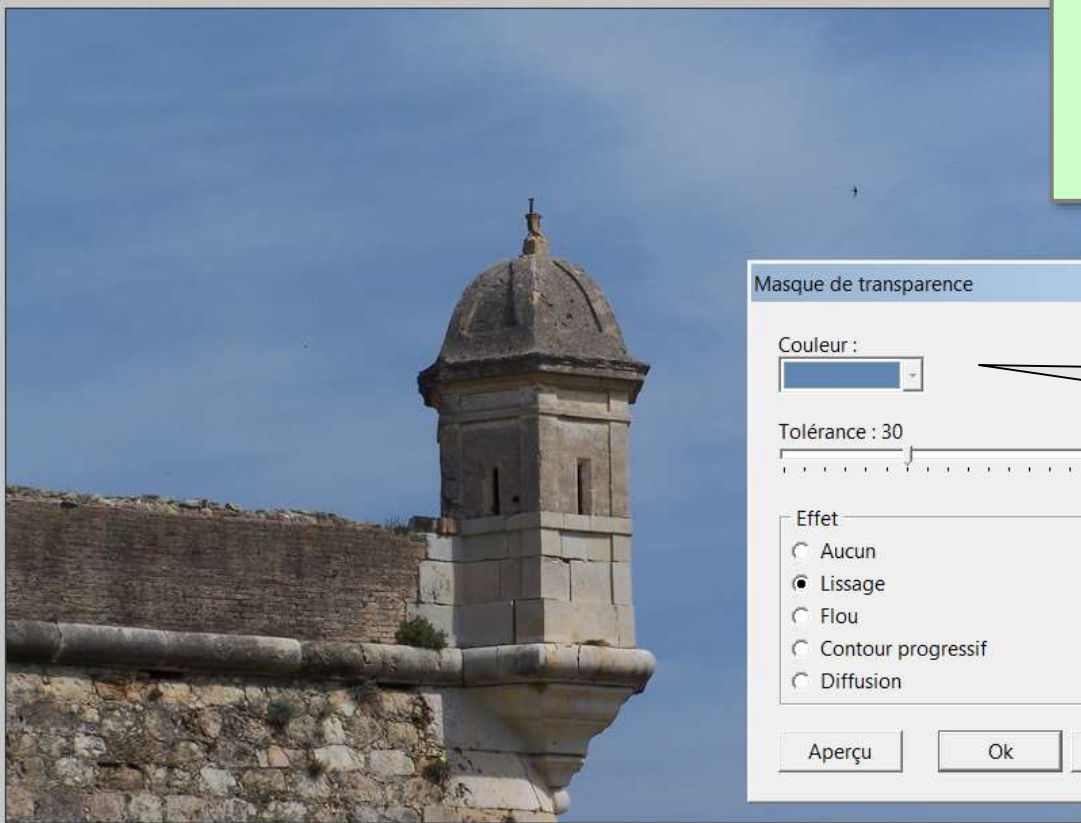 Masque de transparence
Couleur :
Tolérance : 30
Effet
Aucun
Lissage
Flou
Contour progressif
Diffusion
Aperçu
Ok